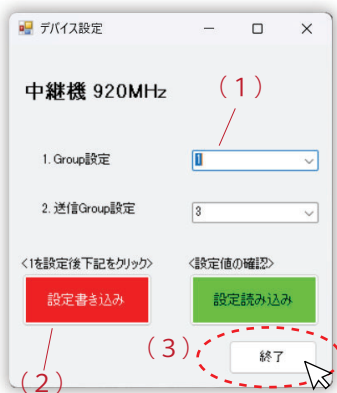 デバイス設定
中継機 920MHz
(1)
1. Group設定
1
2. 送信Group設定
3
<1を設定後下記をクリック>
<設定値の確認>
設定書き込み
設定読み込み
(3)
終了
(2)